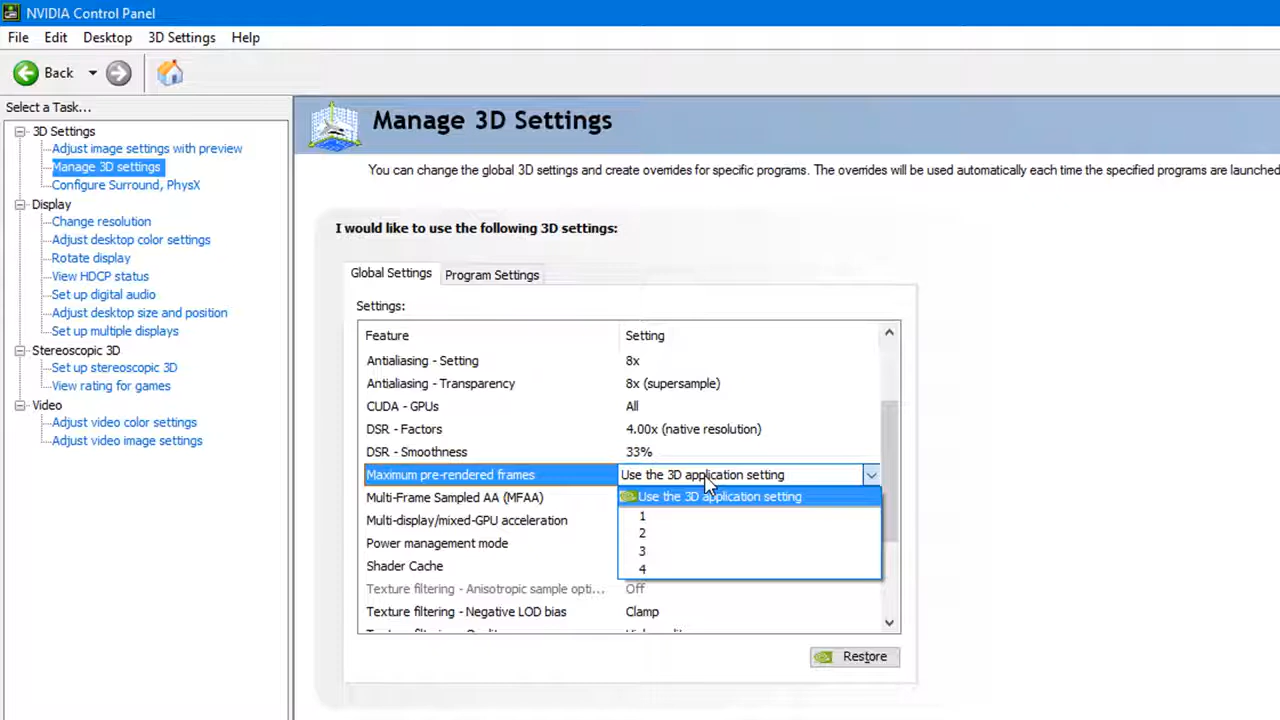 NVIDIA Control Panel
File Edit Desktop 3D Settings Help
Back
Select a Task...
3D Settings
Adjust image settings with preview
Manage 3D settings
Configure Surround, PhysX
Display
Change resolution
Adjust desktop color settings
Rotate display
View HDCP status
Set up digital audio
Adjust desktop size and position
Set up multiple displays
Stereoscopic 3D
Set up stereoscopic 3D
View rating for games
Video
Adjust video color settings
Adjust video image settings
Manage 3D Settings
You can change the global 3D settings and create overrides for specific programs. The overrides will be used automatically each time the specified programs are launched
I would like to use the following 3D settings:
Global Settings Program Settings
Settings:
Feature Setting
Antialiasing - Setting 8x
Antialiasing - Transparency 8x (supersample)
CUDA - GPUs All
DSR - Factors 4.00x (native resolution)
DSR - Smoothness 33%
Maximum pre-rendered frames Use the 3D application setting
Multi-Frame Sampled AA (MFAA) Use the 3D application setting
Multi-display/mixed-GPU acceleration 1
Power management mode 2
Shader Cache 3
4
Texture filtering - Anisotropic sample opti... Off
Texture filtering - Negative LOD bias Clamp
Restore